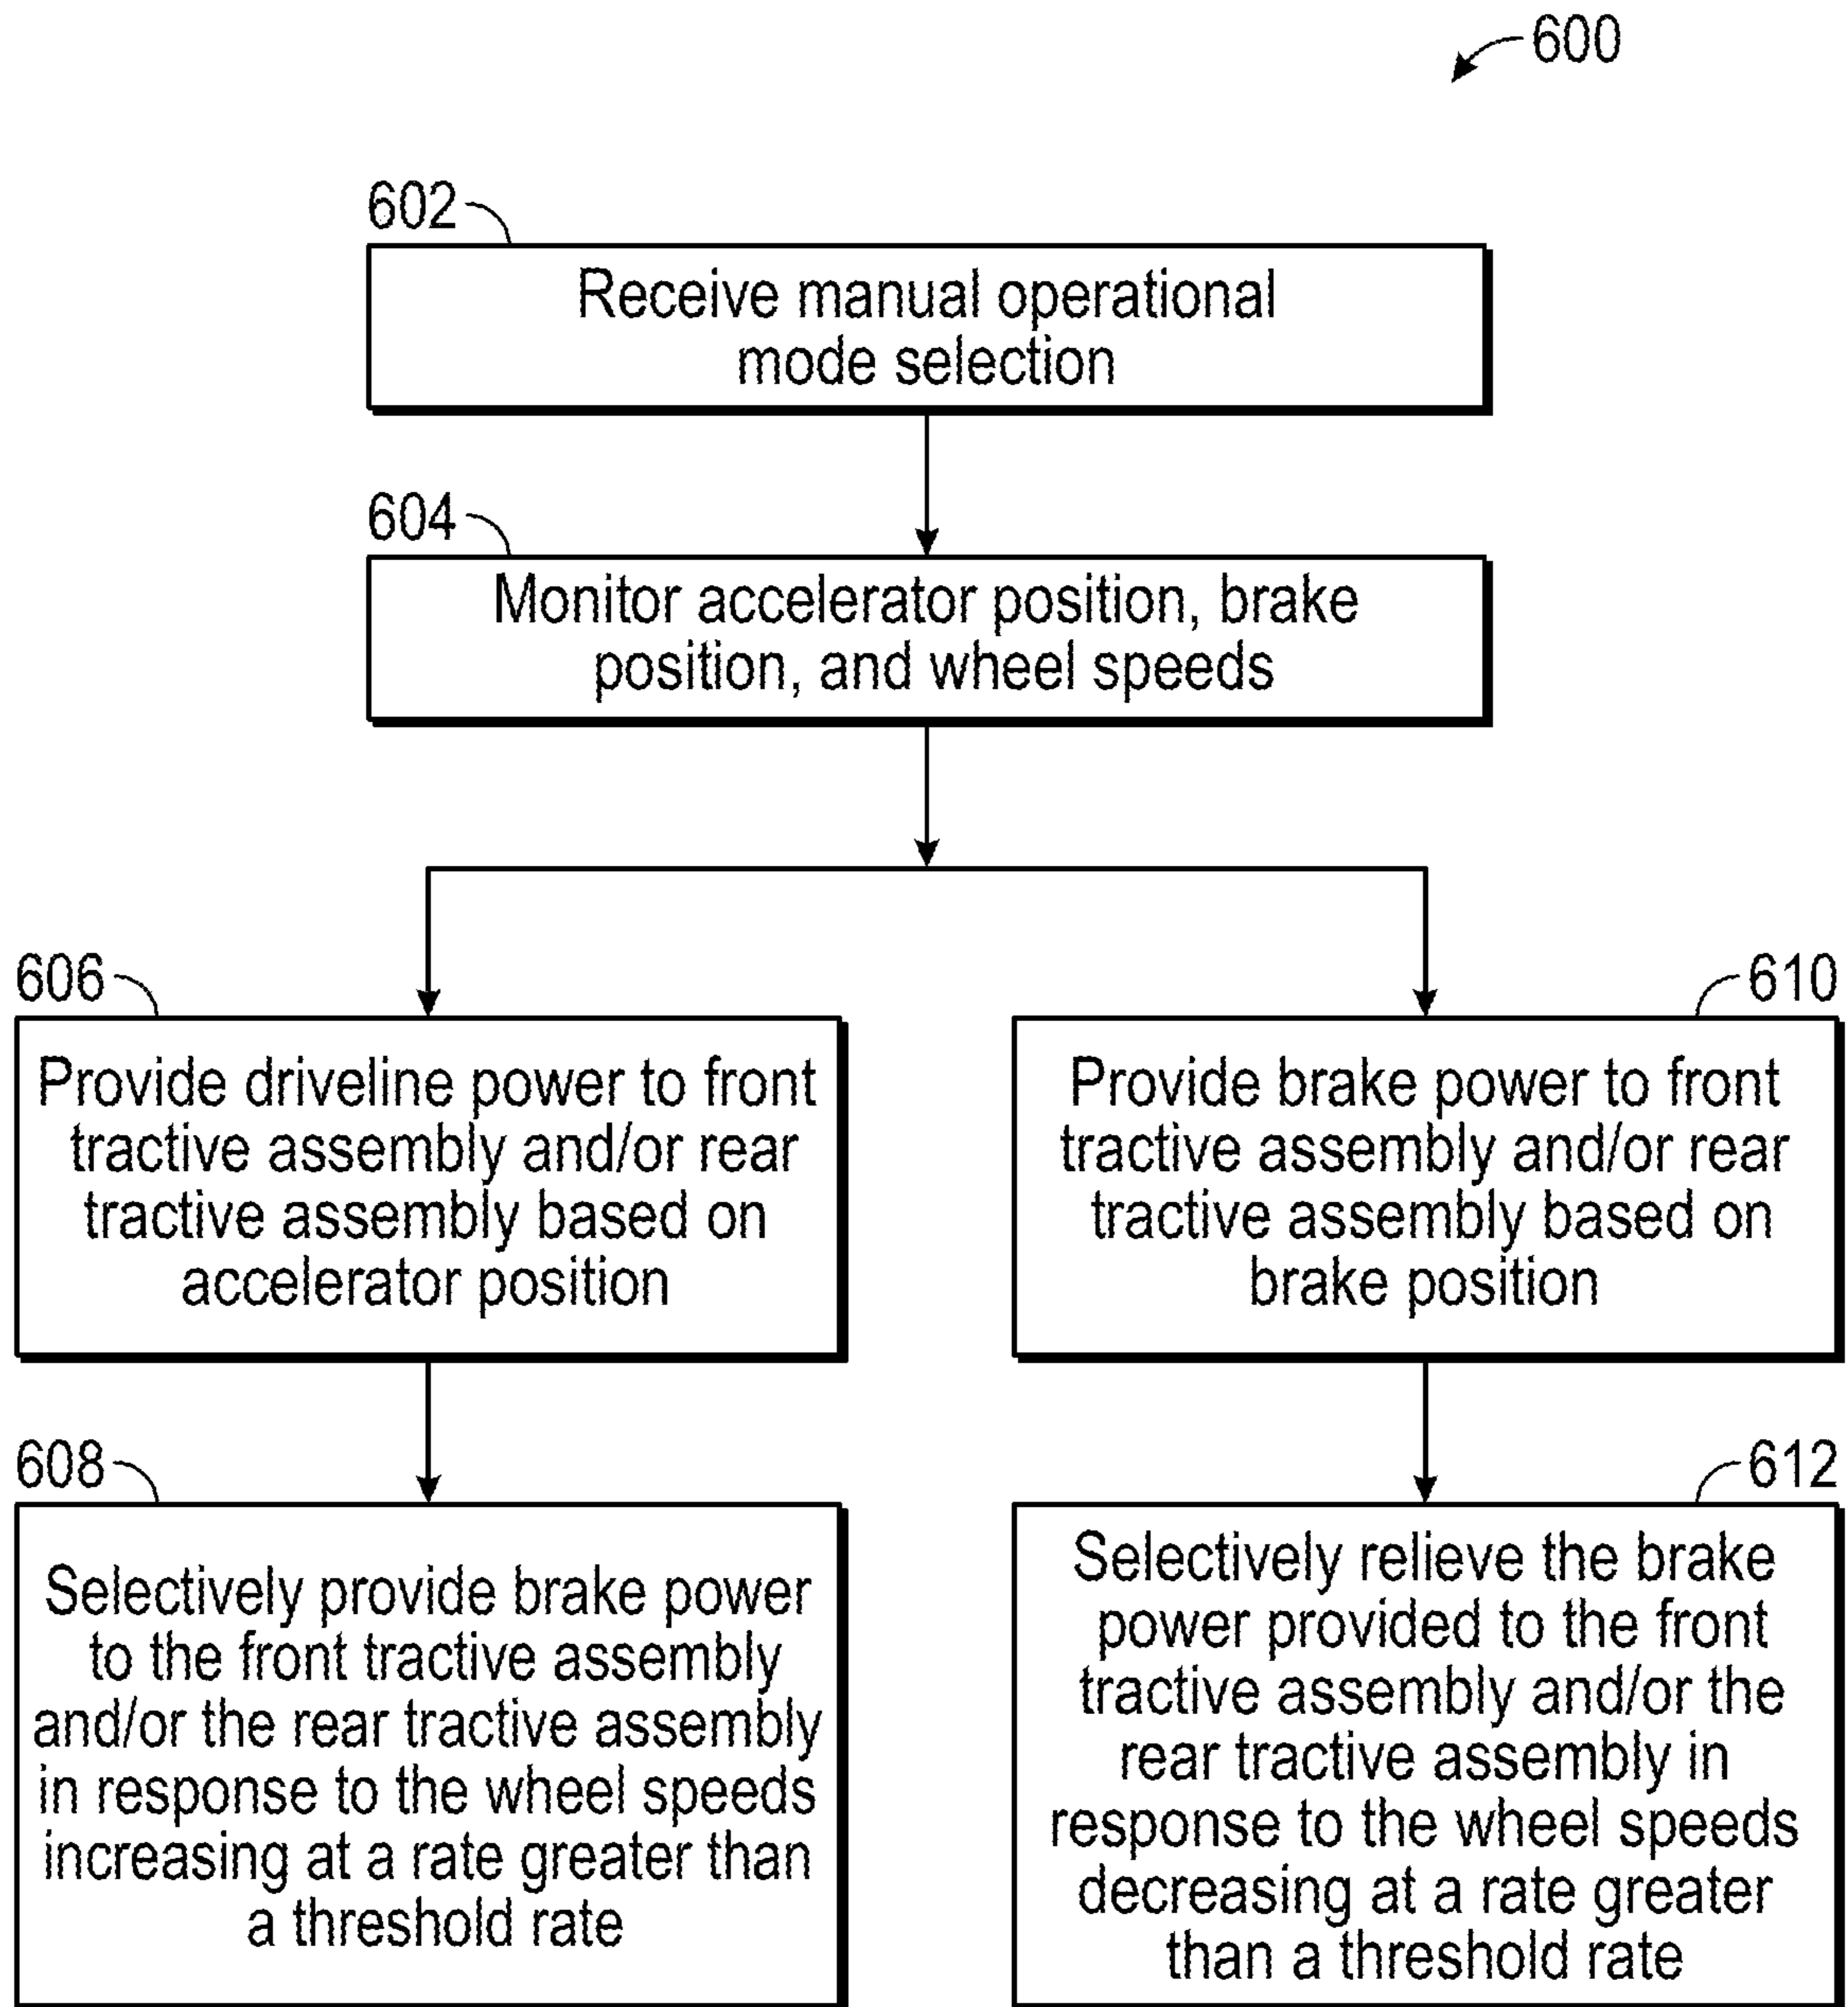 600
602
Receive manual operational
mode selection
604
Monitor accelerator position, brake
position, and wheel speeds
606
Provide driveline power to front
tractive assembly and/or rear
tractive assembly based on
accelerator position
610
Provide brake power to front
tractive assembly and/or rear
tractive assembly based on
brake position
608
Selectively provide brake power
to the front tractive assembly
and/or the rear tractive assembly
in response to the wheel speeds
increasing at a rate greater than
a threshold rate
612
Selectively relieve the brake
power provided to the front
tractive assembly and/or the
rear tractive assembly in
response to the wheel speeds
decreasing at a rate greater
than a threshold rate